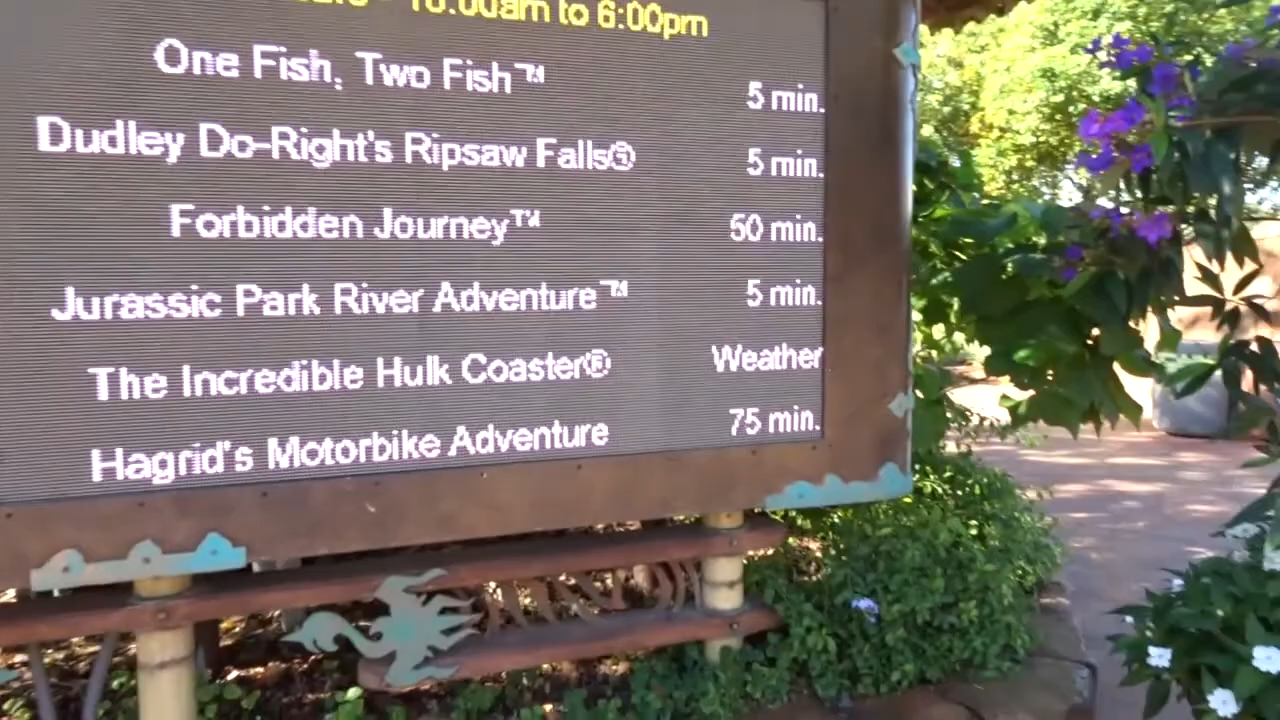 10:00am to 6:00pm
One Fish, Two Fish™ 5 min.
Dudley Do-Right's Ripsaw Falls® 5 min.
Forbidden Journey™ 50 min.
Jurassic Park River Adventure™ 5 min.
The Incredible Hulk Coaster® Weather
Hagrid's Motorbike Adventure 75 min.